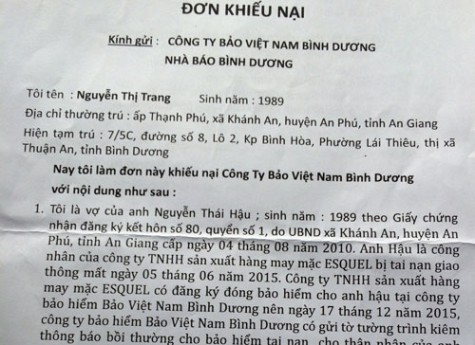 ĐƠN KHIẾU NẠI
Kính gửi : CÔNG TY BẢO VIỆT NAM BÌNH DƯƠNG
NHÀ BÁO BÌNH DƯƠNG
Tôi tên : Nguyễn Thị Trang Sinh năm : 1989
Địa chỉ thường trú : ấp Thạnh Phú, xã Khánh An, huyện An Phú, tỉnh An Giang
Hiện tạm trú : 7/5C, đường số 8, Lô 2, Kp Bình Hòa, Phường Lái Thiêu, thị xã
Thuận An, tỉnh Bình Dương
Nay tôi làm đơn này khiếu nại Công Ty Bảo Việt Nam Bình Dương
với nội dung như sau :
1. Tôi là vợ của anh Nguyễn Thái Hậu ; sinh năm : 1989 theo Giấy chứng
nhận đăng ký kết hôn số 80, quyển số 1, do UBND xã Khánh An, huyện An
Phú, tỉnh An Giang cấp ngày 04 tháng 08 năm 2010. Anh Hậu là công
nhân của công ty TNHH sản xuất hàng may mặc ESQUEL bị tai nạn giao
thông mất ngày 05 tháng 06 năm 2015. Công ty TNHH sản xuất hàng
may mặc ESQUEL có đăng ký đóng bảo hiểm cho anh hậu tại công ty
bảo hiểm Bảo Việt Nam Bình Dương nên ngày 17 tháng 12 năm 2015,
công ty bảo hiểm Bảo Việt Nam Bình Dương có gửi tờ tường trình kiêm
thông báo bồi thường cho bảo hiểm tai nạn cho thân nhân của anh